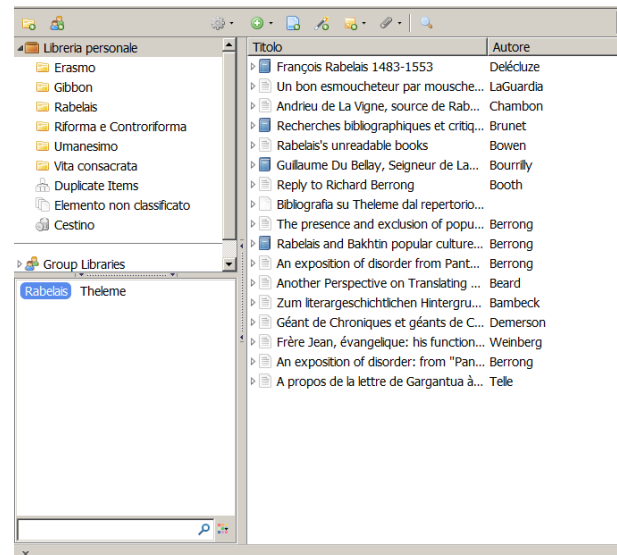 Libreria personale
Erasmo
Gibbon
Rabelais
Riforma e Controriforma
Umanesimo
Vita consacrata
Duplicate Items
Elemento non classificato
Cestino
Group Libraries
Rabelais Theleme
Titolo Autore
François Rabelais 1483-1553 Delécluze
Un bon esmoucheteur par mousche... LaGuardia
Andrieu de La Vigne, source de Rab... Chambon
Recherches bibliographiques et critiq... Brunet
Rabelais's unreadable books Bowen
Guillaume Du Bellay, Seigneur de La... Bourrilly
Reply to Richard Berrong Booth
Bibliografia su Theleme dal repertorio...
The presence and exclusion of popu... Berrong
Rabelais and Bakhtin popular culture... Berrong
An exposition of disorder from Pant... Berrong
Another Perspective on Translating ... Beard
Zum literargeschichtlichen Hintergru... Bambeck
Géant de Chroniques et géants de C... Demerson
Frère Jean, évangelique: his function... Weinberg
An exposition of disorder: from "Pan... Berrong
A propos de la lettre de Gargantua à... Telle